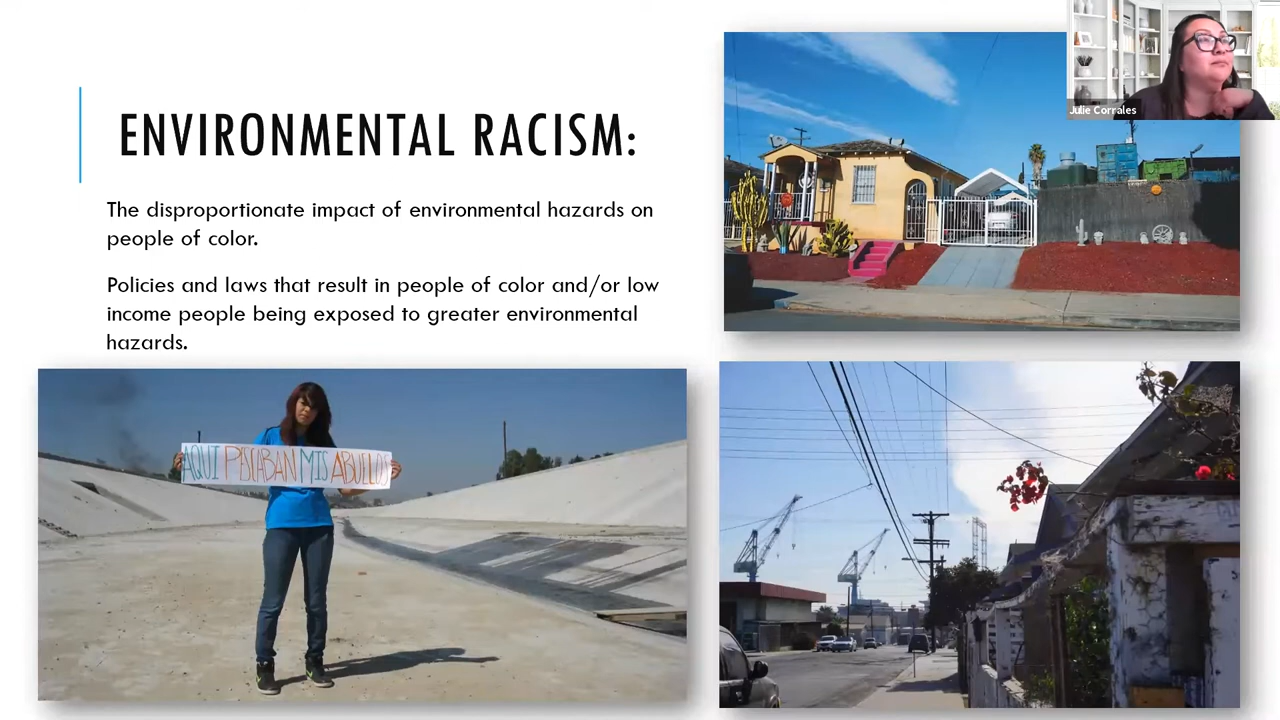 ENVIRONMENTAL RACISM:
The disproportionate impact of environmental hazards on
people of color.
Policies and laws that result in people of color and/or low
income people being exposed to greater environmental
hazards.
AQUI PESCABAN MIS ABUELOS
Julie Corrales